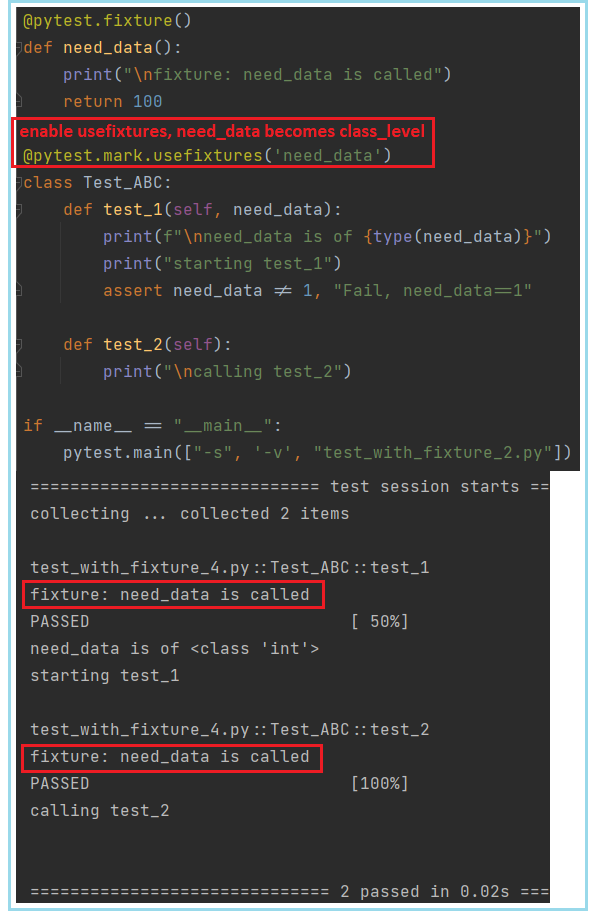 @pytest.fixture()
def need_data():
    print("\nfixture: need_data is called")
    return 100
enable usefixtures, need_data becomes class_level
@pytest.mark.usefixtures('need_data')
class Test_ABC:
    def test_1(self, need_data):
        print(f"\nneed_data is of {type(need_data)}")
        print("starting test_1")
        assert need_data != 1, "Fail, need_data==1"
    def test_2(self):
        print("\ncalling test_2")
if __name__ == "__main__":
    pytest.main(["-s", '-v', "test_with_fixture_2.py"])
============================= test session starts ==
collecting ... collected 2 items
test_with_fixture_4.py::Test_ABC::test_1
fixture: need_data is called
PASSED [ 50%]
need_data is of <class 'int'>
starting test_1
test_with_fixture_4.py::Test_ABC::test_2
fixture: need_data is called
PASSED [100%]
calling test_2
============================== 2 passed in 0.02s ===